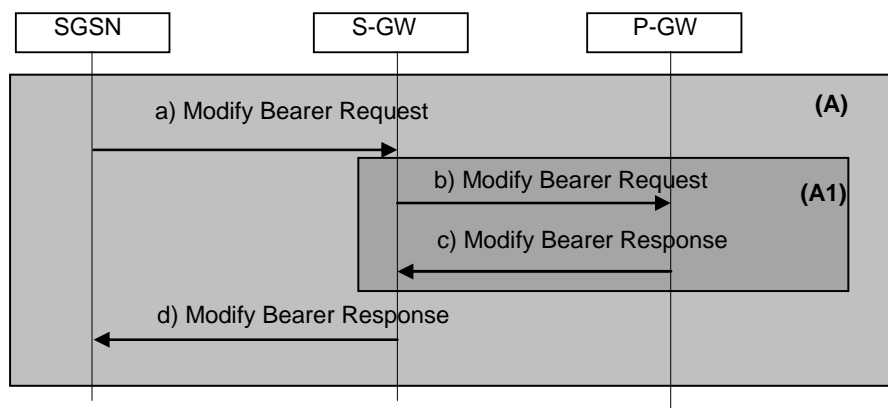 SGSN
S-GW
P-GW
(A)
a) Modify Bearer Request
b) Modify Bearer Request
(A1)
c) Modify Bearer Response
d) Modify Bearer Response